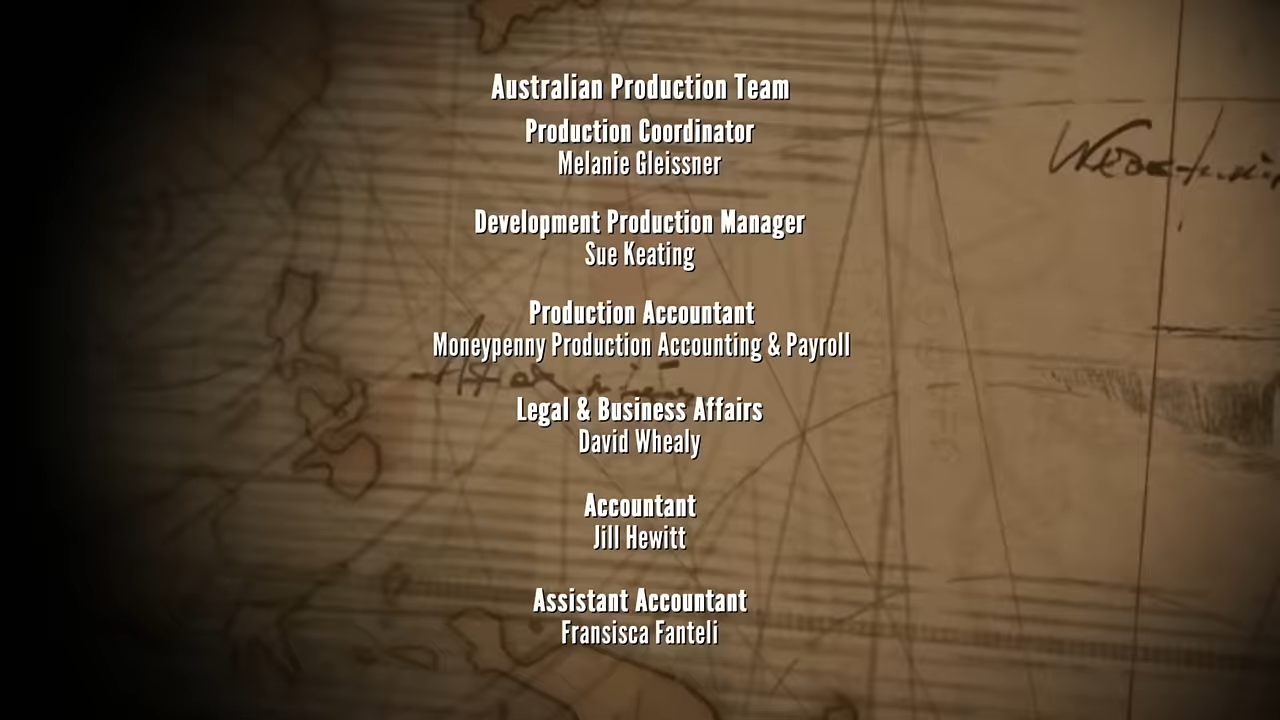 Australian Production Team
Production Coordinator
Melanie Gleissner
Development Production Manager
Sue Keating
Production Accountant
Moneypenny Production Accounting & Payroll
Legal & Business Affairs
David Whealy
Accountant
Jill Hewitt
Assistant Accountant
Fransisca Fanteli